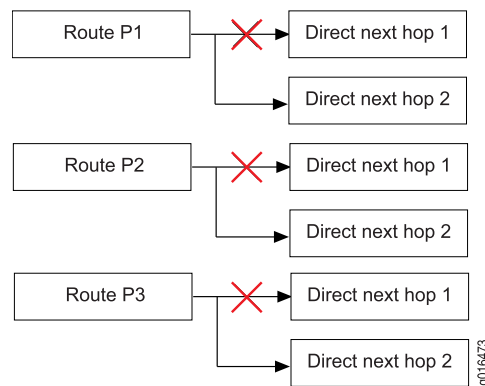 Route P1
Direct next hop 1
Direct next hop 2
Route P2
Direct next hop 1
Direct next hop 2
Route P3
Direct next hop 1
Direct next hop 2
g016473